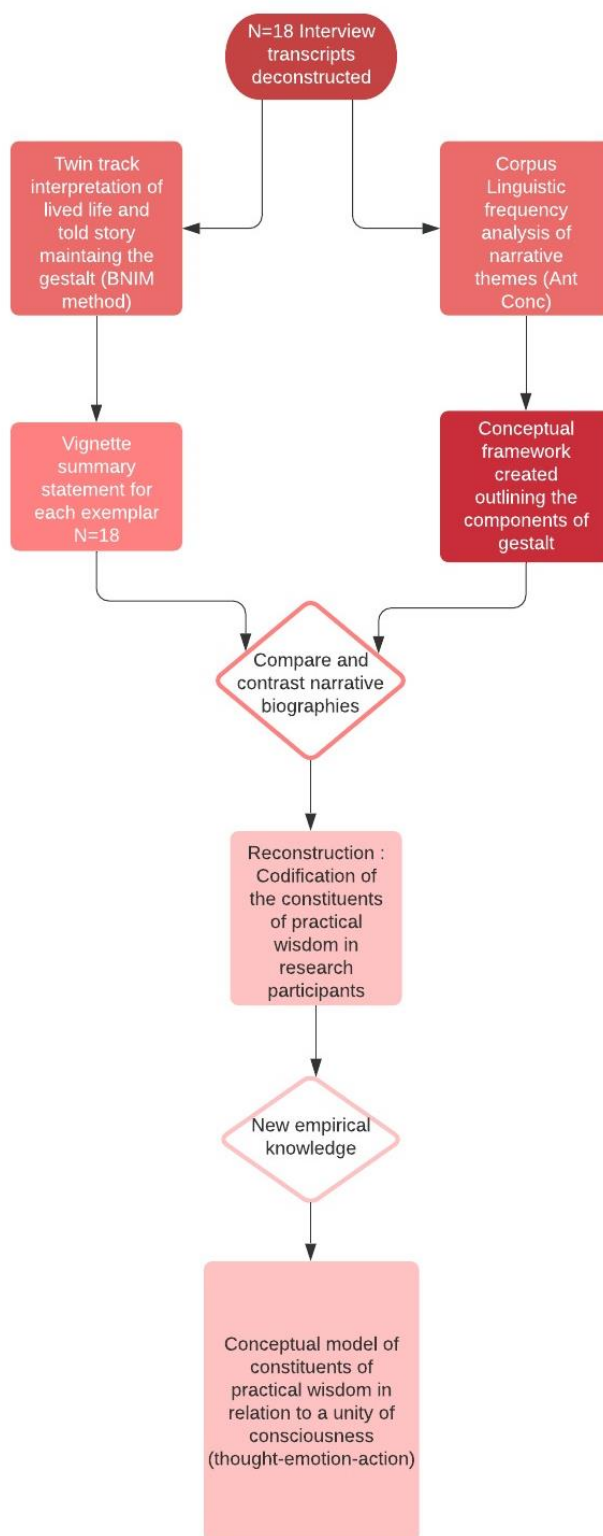 N=18 Interview
transcripts
deconstructed
Twin track
interpretation of
lived life and
told story
maintaing the
gestalt (BNIM
method)
Corpus
Linguistic
frequency
analysis of
narrative
themes (Ant
Conc)
Vignette
summary
statement for
each exemplar
N=18
Conceptual
framework
created
outlining the
components of
gestalt
Compare and
contrast narrative
biographies
Reconstruction :
Codification of
the constituents
of practical
wisdom in
research
participants
New empirical
knowledge
Conceptual model of
constituents of
practical wisdom in
relation to a unity of
consciousness
(thought-emotion-action)